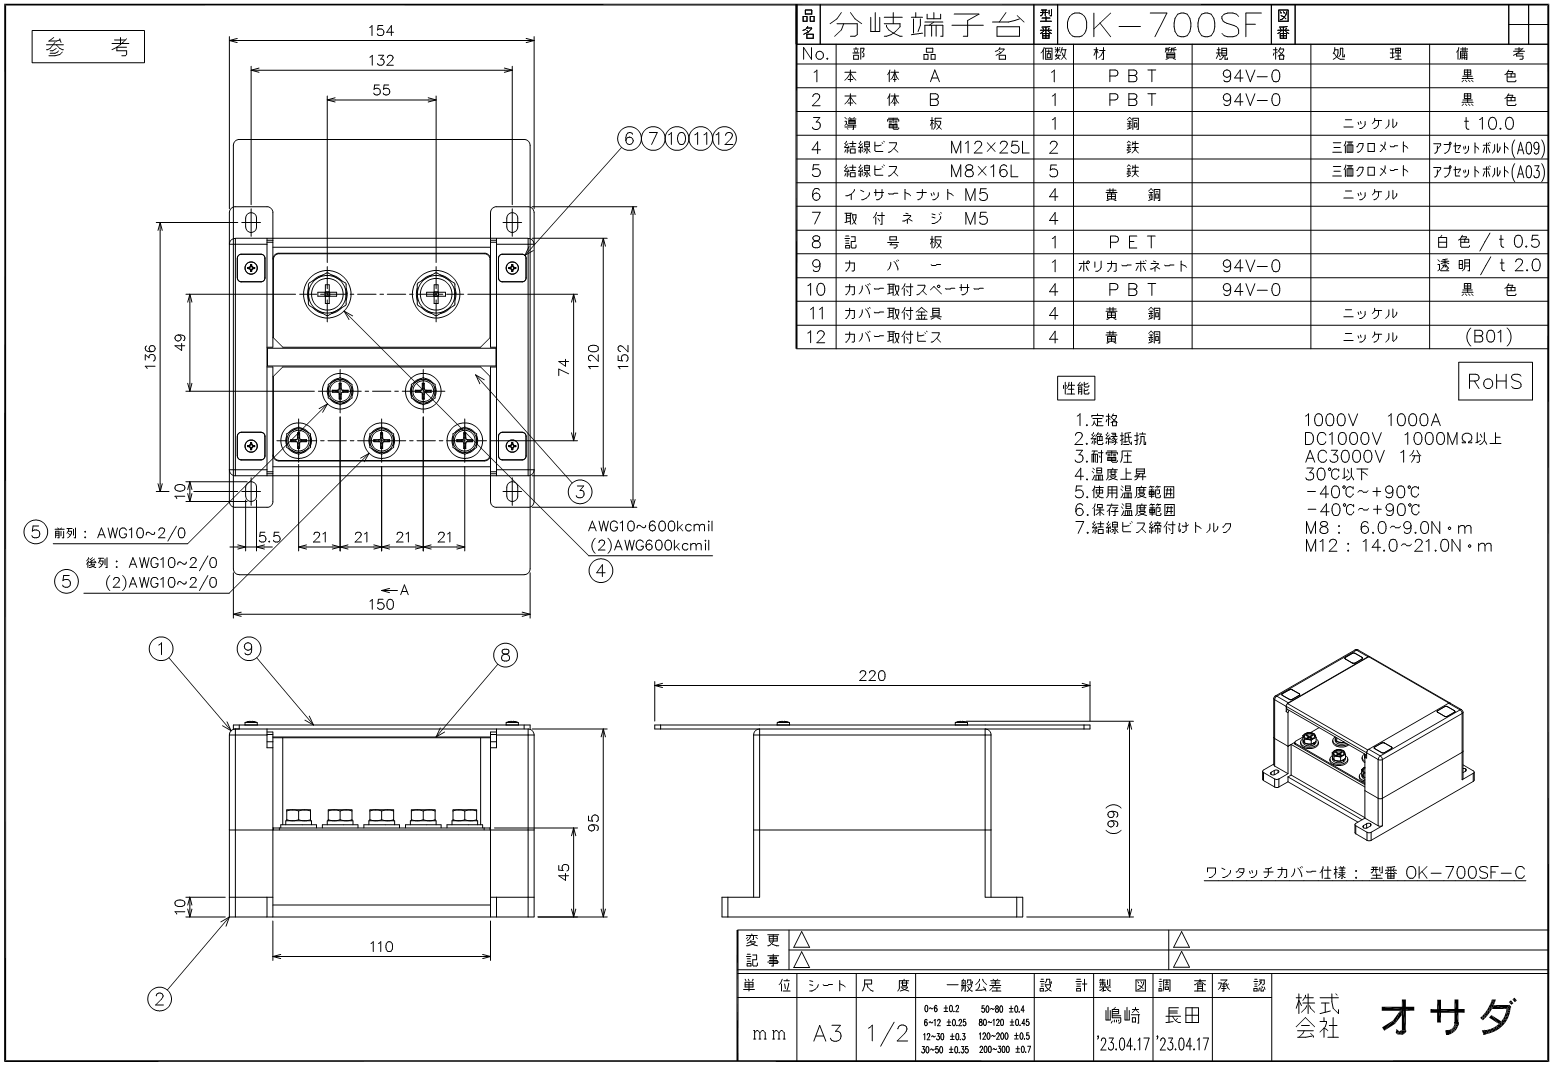 参 考
品名 分岐端子台 型番 OK-700SF 図番
No. 部 品 名 個数 材 質 規 格 処 理 備 考
1 本 体 A 1 PBT 94V-0 黒 色
2 本 体 B 1 PBT 94V-0 黒 色
3 導 電 板 1 銅 ニッケル t 10.0
4 結線ビス M12×25L 2 鉄 三価クロメート アプセットボルト(A09)
5 結線ビス M8×16L 5 鉄 三価クロメート アプセットボルト(A03)
6 インサートナット M5 4 黄 銅 ニッケル
7 取 付 ネ ジ M5 4
8 記 号 板 1 PET 白 色 / t 0.5
9 カ バ ー 1 ポリカーボネート 94V-0 透 明 / t 2.0
10 カバー取付スペーサー 4 PBT 94V-0 黒 色
11 カバー取付金具 4 黄 銅 ニッケル
12 カバー取付ビス 4 黄 銅 ニッケル (B01)
154
132
55
6 7 10 11 12
136
49
74
120
152
10
3
5 前列： AWG10~2/0
5.5 21 21 21 21
AWG10~600kcmil
(2)AWG600kcmil
4
後列： AWG10~2/0
5 (2)AWG10~2/0
←A
150
RoHS
性能
1.定格 1000V 1000A
2.絶縁抵抗 DC1000V 1000MΩ以上
3.耐電圧 AC3000V 1分
4.温度上昇 30℃以下
5.使用温度範囲 -40℃~+90℃
6.保存温度範囲 -40℃~+90℃
7.結線ビス締付けトルク M8： 6.0~9.0N・m
M12： 14.0~21.0N・m
1
9
8
95
45
10
110
2
220
(99)
ワンタッチカバー仕様： 型番 OK-700SF-C
変 更 △ △
記 事 △ △
単 位 シート 尺 度 一般公差 設 計 製 図 調 査 承 認
mm A3 1/2
0~6 ±0.2 50~80 ±0.4
6~12 ±0.25 80~120 ±0.45
12~30 ±0.3 120~200 ±0.5
30~50 ±0.35 200~300 ±0.7
嶋崎 '23.04.17
長田 '23.04.17
株式会社 オサダ